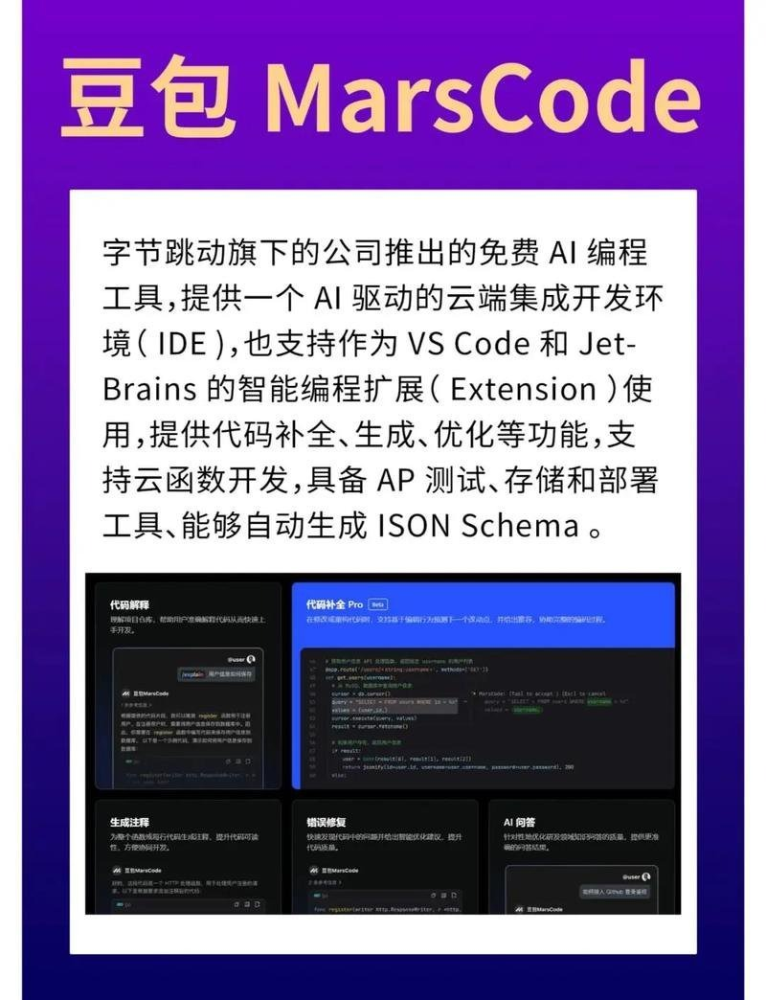 豆包 MarsCode
字节跳动旗下的公司推出的免费 AI 编程
工具,提供一个 AI 驱动的云端集成开发环
境( IDE ),也支持作为 VS Code 和 Jet-
Brains 的智能编程扩展( Extension )使
用,提供代码补全、生成、优化等功能,支
持云函数开发,具备 AP 测试、存储和部署
工具、能够自动生成 ISON Schema 。
代码解释
理解项目仓库，帮助用户准确解释代码从而快速上
手开发。
@user
/explain 用户信息如何保存
豆包MarsCode
代码补全 Pro Beta
在修改或重构代码时，支持基于编辑行为预测下一个改动点，并给出推荐，协助完整的编码过程。
@app.route('/users/<string:username>', methods=['GET'])
def get_users(username):
cursor = db.cursor()
query = "SELECT * FROM users WHERE id = %s"
values = (user_id,)
cursor.execute(query, values)
result = cursor.fetchone()
MarsCode: [Tab] to accept | [Esc] to cancel
query = "SELECT * FROM users WHERE username = %s"
values = (username,)
if result:
user = User(result[0], result[1], result[2])
return jsonify(id=user.id, username=user.username, password=user.password), 200
else:
生成注释
为整个函数或每行代码生成注释，提升代码可读
性，方便协同开发。
豆包MarsCode
错误修复
快速发现代码中的问题并给出智能优化建议，提升
代码质量。
豆包MarsCode
AI 问答
针对性地优化研发领域知识问答的质量，提供更准
确的问答结果。
@user
如何接入 Github 登录鉴权
豆包MarsCode